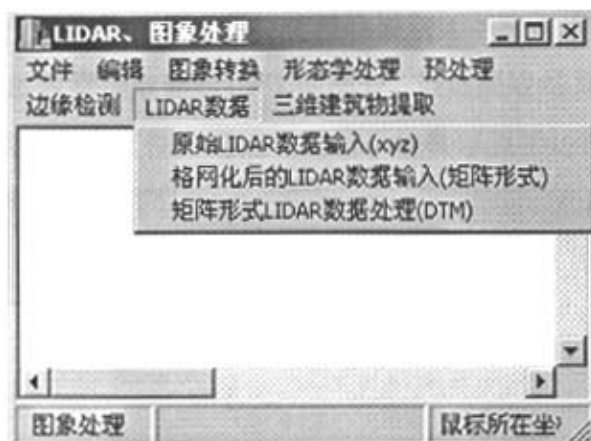 LIDAR、图象处理
文件 编辑 图象转换 形态学处理 预处理
边缘检测 LIDAR数据 三维建筑物提取
原始LIDAR数据输入(xyz)
格网化后的LIDAR数据输入(矩阵形式)
矩阵形式LIDAR数据处理(DTM)
图象处理 鼠标所在坐